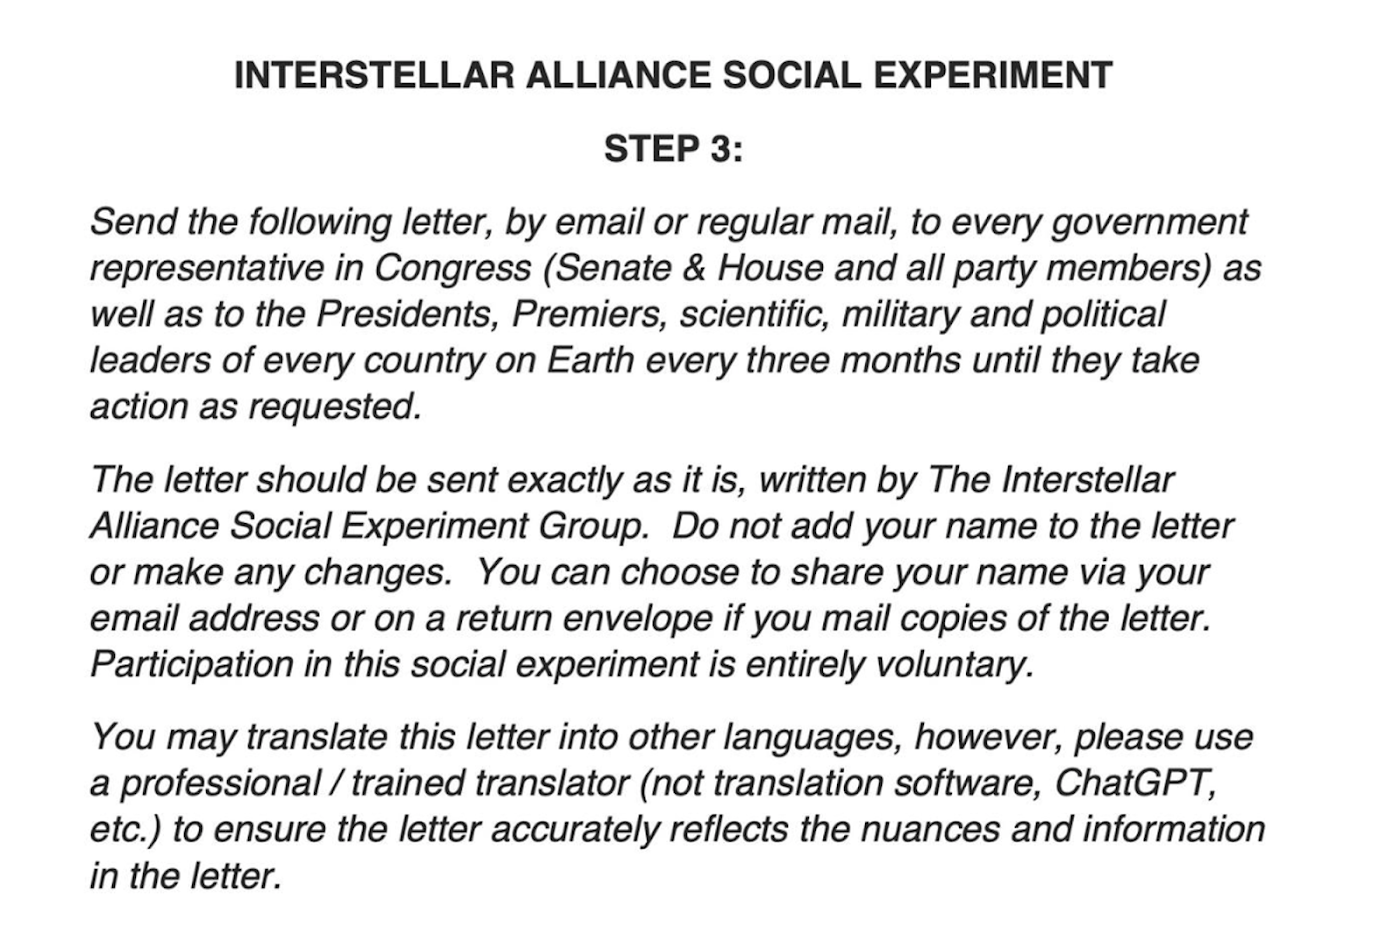 INTERSTELLAR ALLIANCE SOCIAL EXPERIMENT
STEP 3:
Send the following letter, by email or regular mail, to every government
representative in Congress (Senate & House and all party members) as
well as to the Presidents, Premiers, scientific, military and political
leaders of every country on Earth every three months until they take
action as requested.
The letter should be sent exactly as it is, written by The Interstellar
Alliance Social Experiment Group.  Do not add your name to the letter
or make any changes.  You can choose to share your name via your
email address or on a return envelope if you mail copies of the letter.
Participation in this social experiment is entirely voluntary.
You may translate this letter into other languages, however, please use
a professional / trained translator (not translation software, ChatGPT,
etc.) to ensure the letter accurately reflects the nuances and information
in the letter.